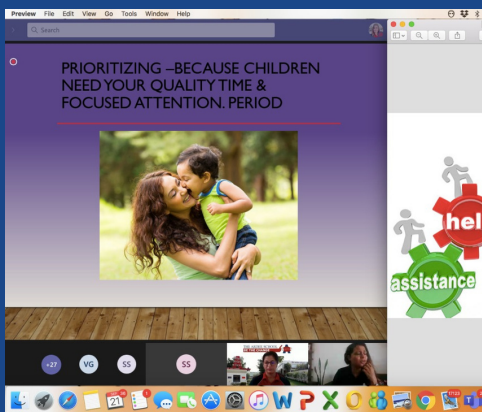 Preview File Edit View Go Tools Window Help
Search
PRIORITIZING –BECAUSE CHILDREN
NEED YOUR QUALITY TIME &
FOCUSED ATTENTION. PERIOD
hel
assistance
+27 VG SS SS
21